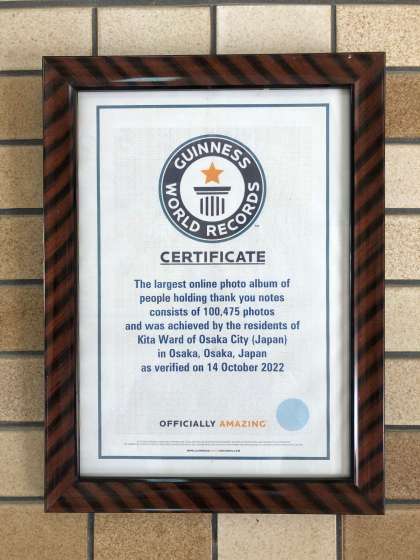 GUINNESS
WORLD RECORDS
TM
CERTIFICATE
The largest online photo album of
people holding thank you notes
consists of 100,475 photos
and was achieved by the residents of
Kita Ward of Osaka City (Japan)
in Osaka, Osaka, Japan
as verified on 14 October 2022
OFFICIALLY AMAZING